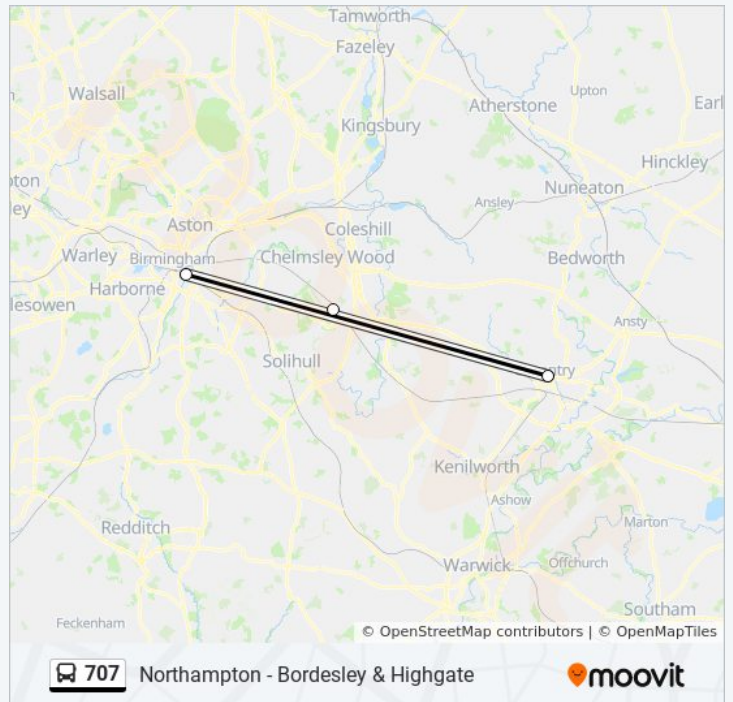 Tamworth
Fazeley
Walsall
Upton
Atherstone
Earl
Kingsbury
Hinckley
pton
Nuneaton
ley
Ansley
Aston
Coleshill
Warley
Birmingham
Chelmsley Wood
Bedworth
Harborne
lesowen
Ansty
Solihull
entry
Kenilworth
Ashow
Redditch
Marton
Warwick
Offchurch
Southam
Feckenham
© OpenStreetMap contributors | © OpenMapTiles
707 Northampton - Bordesley & Highgate moovit